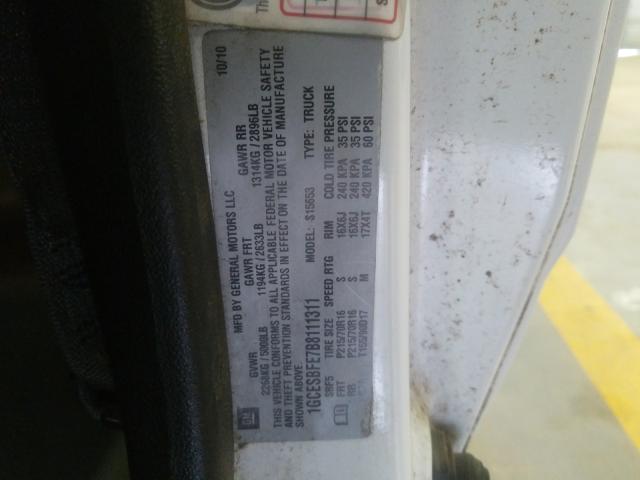 MFD BY GENERAL MOTORS LLC 10/10
GVWR GAWR FRT GAWR RR
2268KG/5000LB 1194KG/2633LB 1314KG/2896LB
THIS VEHICLE CONFORMS TO ALL APPLICABLE FEDERAL MOTOR VEHICLE SAFETY
AND THEFT PREVENTION STANDARDS IN EFFECT ON THE DATE OF MANUFACTURE
SHOWN ABOVE.
1GCESBFE7B8111311 MODEL: S15653 TYPE: TRUCK
SRF5 TIRE SIZE SPEED RTG RIM COLD TIRE PRESSURE
FRT P215/70R16 S 16X6J 240 KPA 35 PSI
RR P215/70R16 S 16X6J 240 KPA 35 PSI
M 17X4T 420 KPA 60 PSI
GM